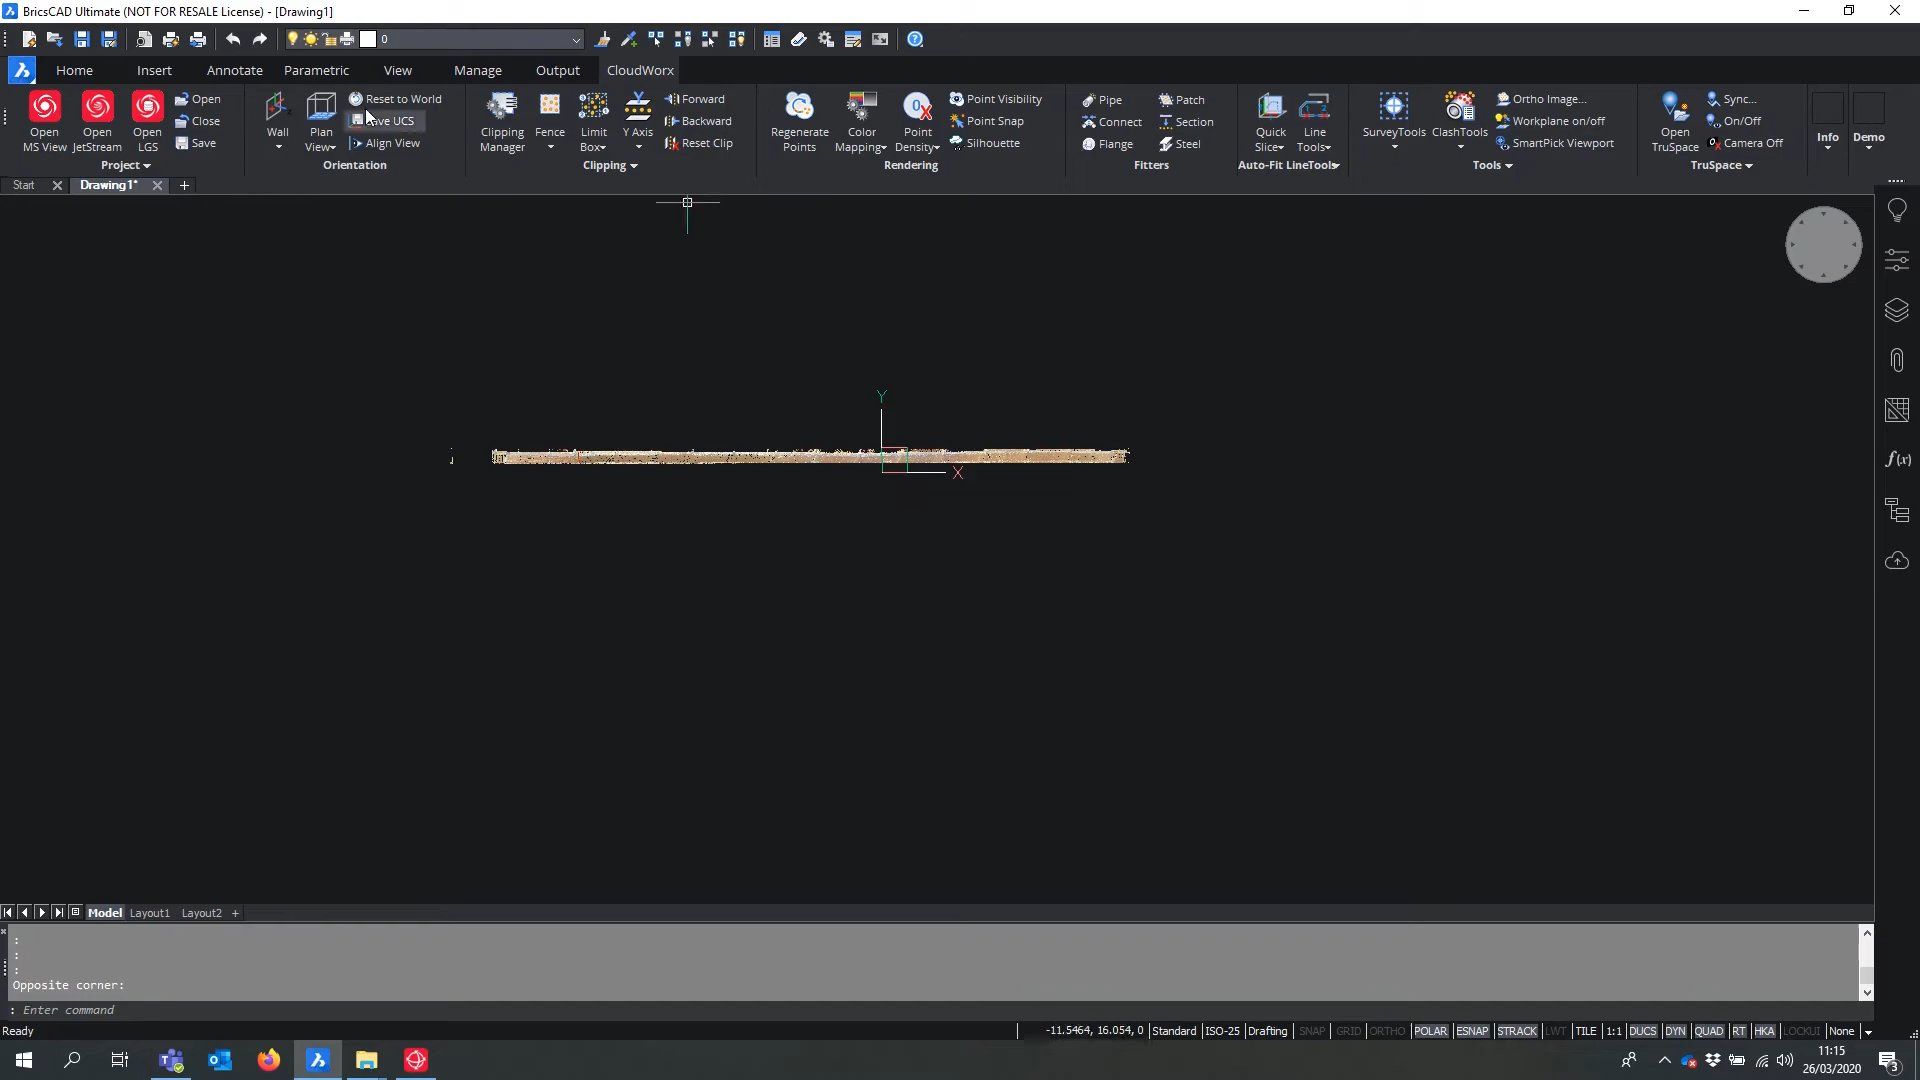 BricsCAD Ultimate (NOT FOR RESALE License) - [Drawing1]
0
Home Insert Annotate Parametric View Manage Output CloudWorx
Open MS View
Open JetStream
Open LGS
Open
Close
Save
Project
Wall
Plan View
Reset to World
ve UCS
Align View
Orientation
Clipping Manager
Fence
Limit Box
Y Axis
Forward
Backward
Reset Clip
Clipping
Regenerate Points
Color Mapping
Point Density
Point Visibility
Point Snap
Silhouette
Rendering
Pipe
Connect
Flange
Patch
Section
Steel
Fitters
Quick Slice
Line Tools
Auto-Fit LineTools
SurveyTools
ClashTools
Ortho Image...
Workplane on/off
SmartPick Viewport
Tools
Open TruSpace
Sync...
On/Off
Camera Off
TruSpace
Info
Demo
Start Drawing1*
Y
X
f(x)
Model Layout1 Layout2 +
:
:
:
Opposite corner:
: Enter command
Ready -11.5464, 16.054, 0 Standard ISO-25 Drafting SNAP GRID ORTHO POLAR ESNAP STRACK LWT TILE 1:1 DUCS DYN QUAD RT HKA LOCKUI None
11:15
26/03/2020
3